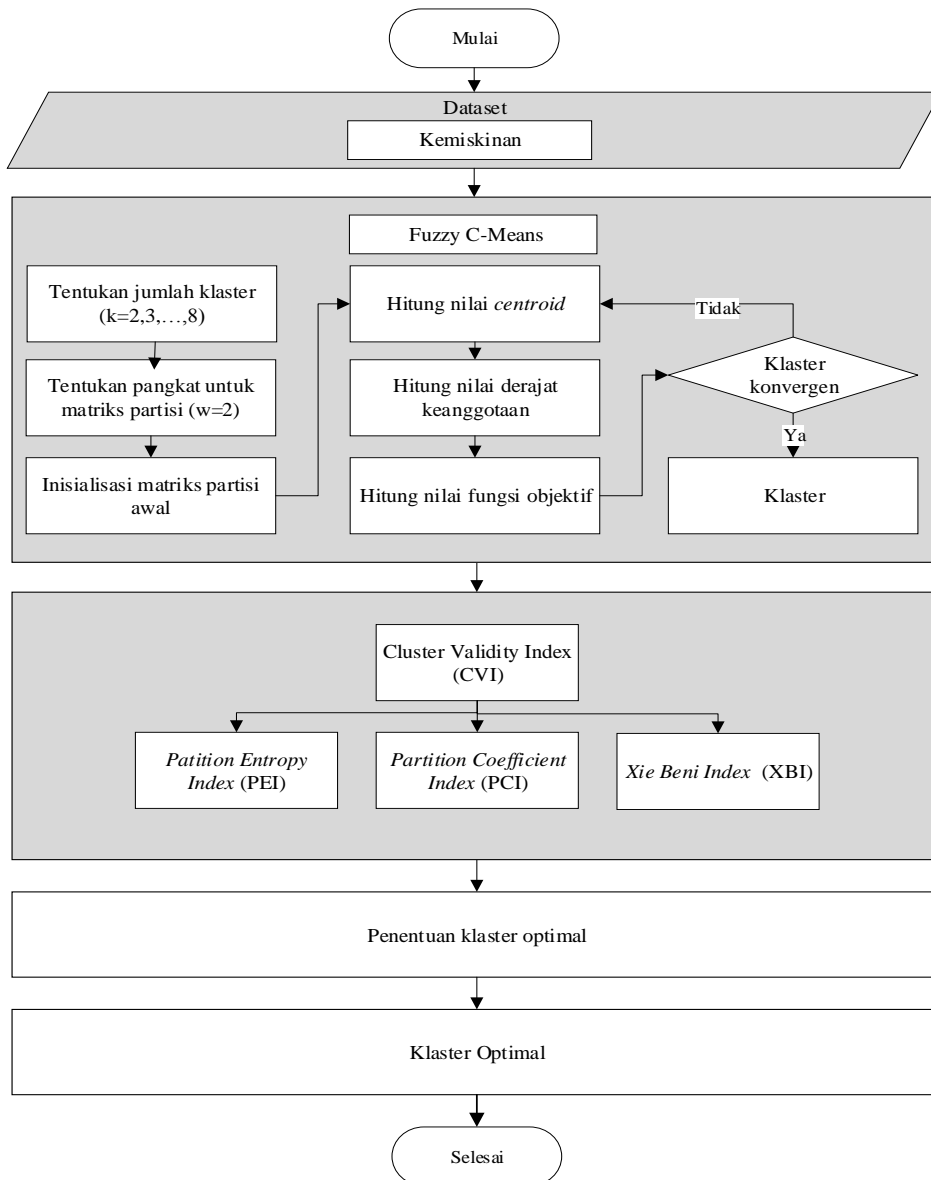 Mulai
Dataset
Kemiskinan
Fuzzy C-Means
Tentukan jumlah klaster
(k=2,3,…,8)
Tentukan pangkat untuk
matriks partisi (w=2)
Inisialisasi matriks partisi
awal
Hitung nilai centroid
Hitung nilai derajat
keanggotaan
Hitung nilai fungsi objektif
Tidak
Klaster
konvergen
Ya
Klaster
Cluster Validity Index
(CVI)
Patition Entropy
Index (PEI)
Partition Coefficient
Index (PCI)
Xie Beni Index (XBI)
Penentuan klaster optimal
Klaster Optimal
Selesai